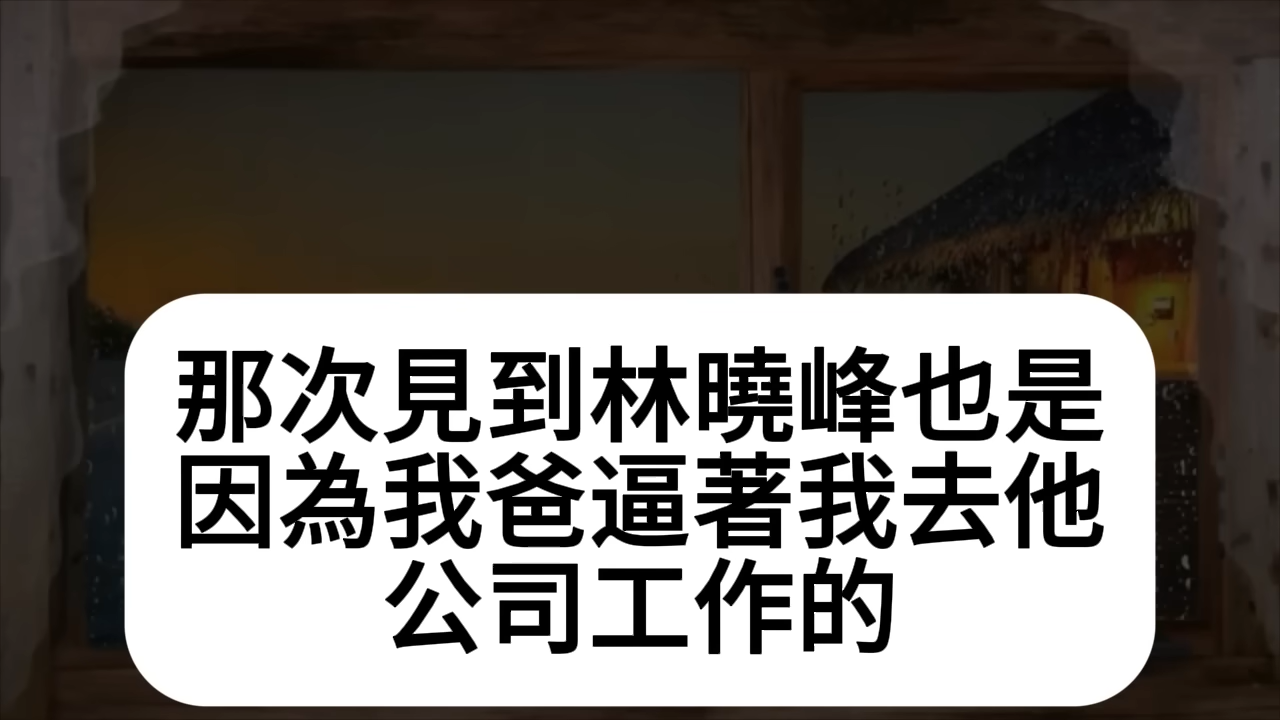 那次見到林曉峰也是
因為我爸逼著我去他
公司工作的